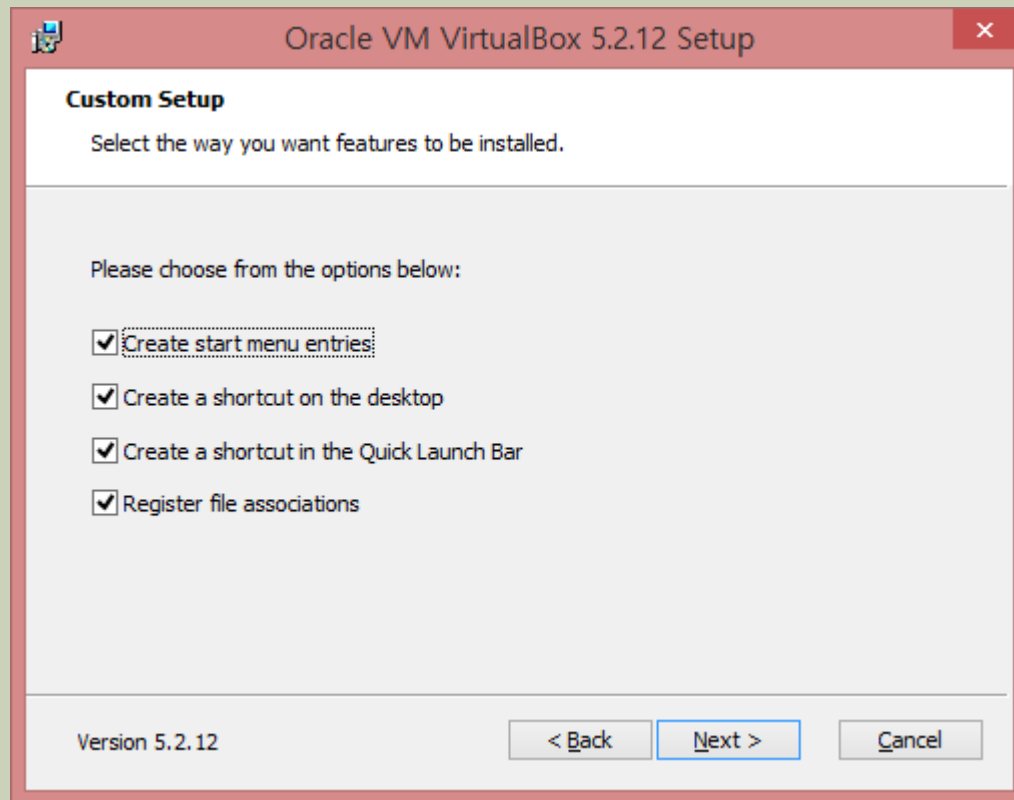 Oracle VM VirtualBox 5.2.12 Setup
Custom Setup
Select the way you want features to be installed.
Please choose from the options below:
Create start menu entries
Create a shortcut on the desktop
Create a shortcut in the Quick Launch Bar
Register file associations
Version 5.2.12
< Back
Next >
Cancel